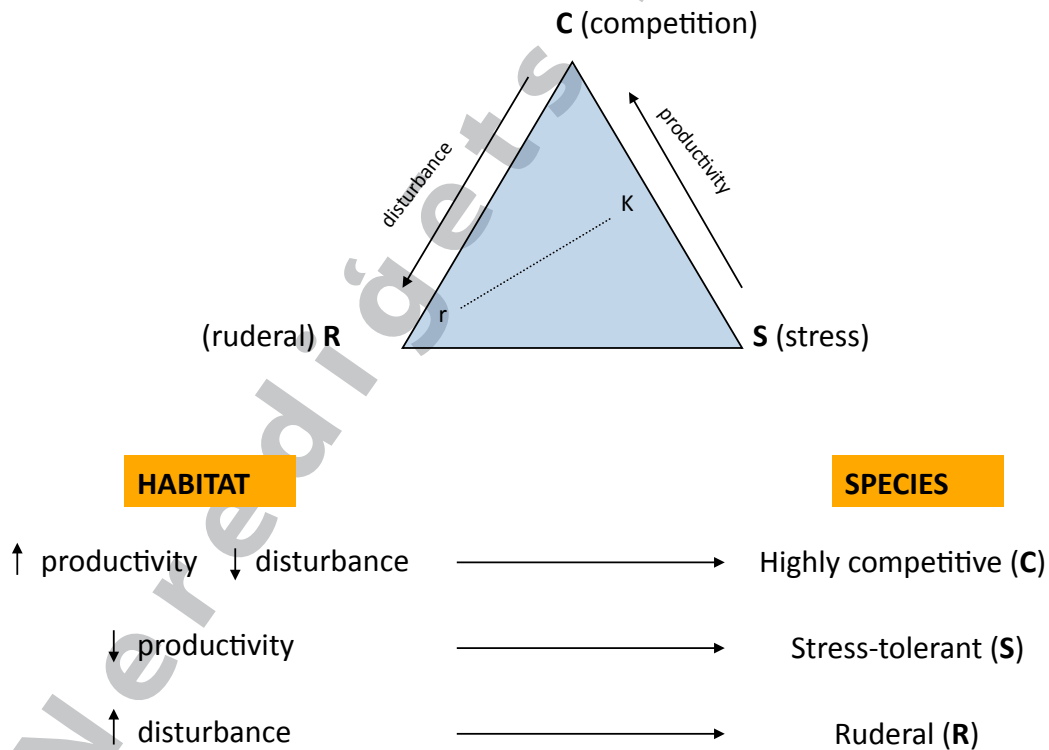 C (competition)
disturbance
productivity
K
r
(ruderal) R
S (stress)
HABITAT
SPECIES
↑ productivity ↓ disturbance
Highly competitive (C)
↓ productivity
Stress-tolerant (S)
↑ disturbance
Ruderal (R)